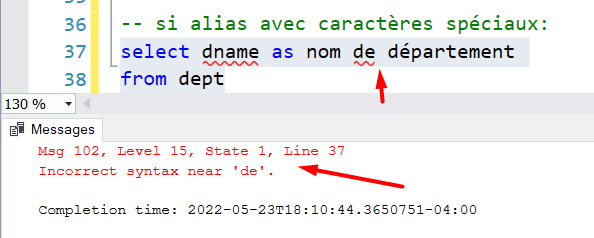 36 -- si alias avec caractères spéciaux:
37 select dname as nom de département
38 from dept
130 %
Messages
Msg 102, Level 15, State 1, Line 37
Incorrect syntax near 'de'.
Completion time: 2022-05-23T18:10:44.3650751-04:00